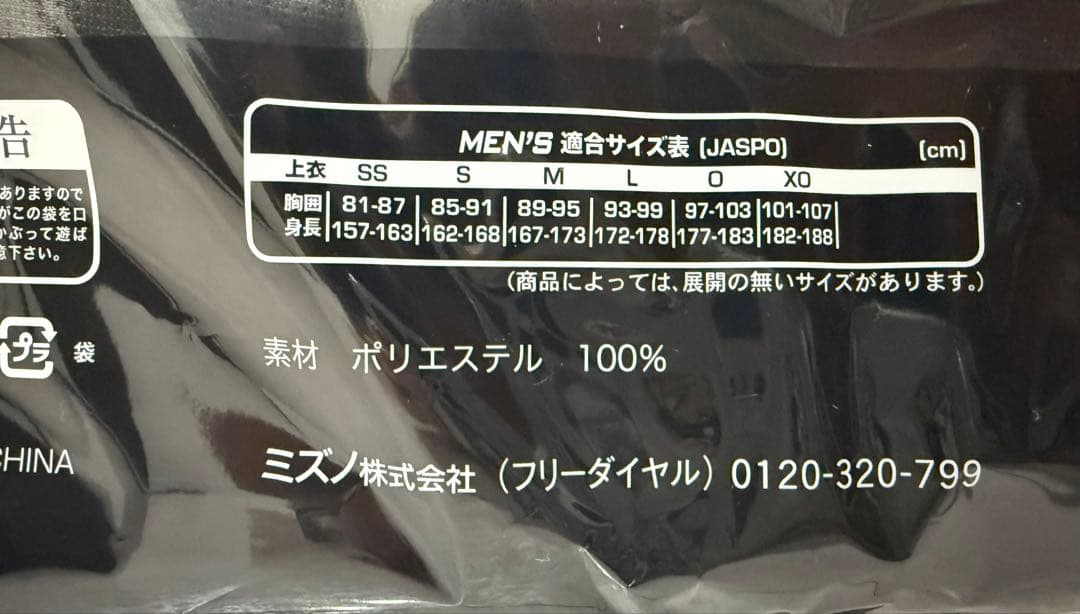 告
ありますので
がこの袋を口
かぶって遊ば
意下さい。
プラ 袋
CHINA
MEN'S 適合サイズ表 (JASPO) (cm)
上衣 SS S M L O XO
胸囲 81-87 85-91 89-95 93-99 97-103 101-107
身長 157-163 162-168 167-173 172-178 177-183 182-188
(商品によっては、展開の無いサイズがあります。)
素材 ポリエステル 100%
ミズノ株式会社 (フリーダイヤル) 0120-320-799